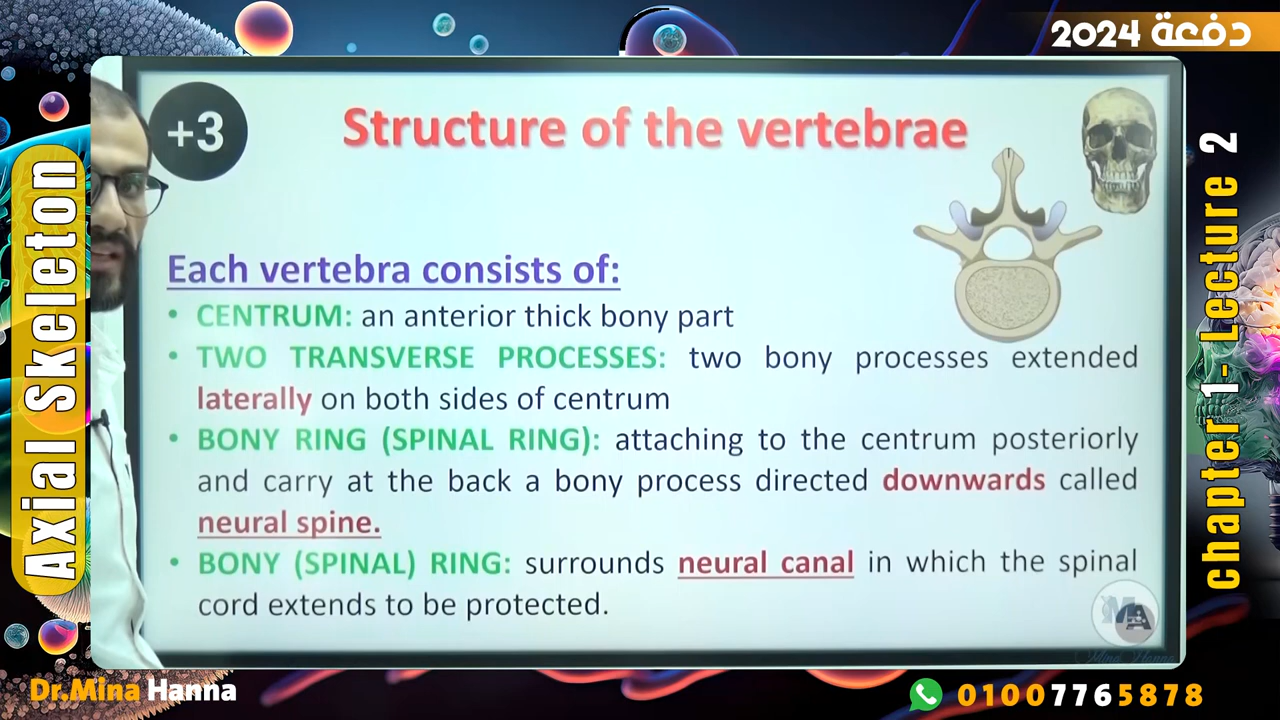 دفعة 2024
+3
Structure of the vertebrae
Axial Skeleton
chapter 1- Lecture 2
Each vertebra consists of:
• CENTRUM: an anterior thick bony part
• TWO TRANSVERSE PROCESSES: two bony processes extended
laterally on both sides of centrum
• BONY RING (SPINAL RING): attaching to the centrum posteriorly
and carry at the back a bony process directed downwards called
neural spine.
• BONY (SPINAL) RING: surrounds neural canal in which the spinal
cord extends to be protected.
MA
Mina Hanna
Dr.Mina Hanna
01007765878